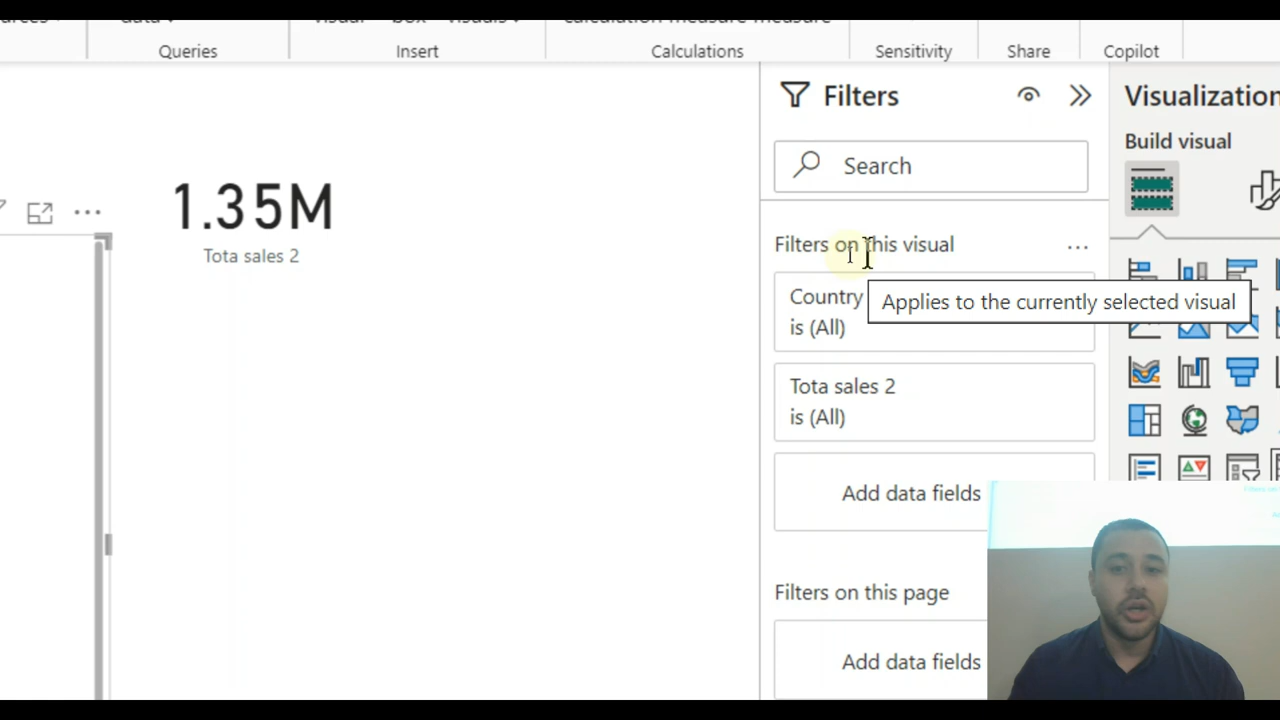 Queries
Insert
Calculations
Sensitivity
Share
Copilot
Filters
Visualization
Build visual
Search
1.35M
Tota sales 2
Filters on this visual
Country
is (All)
Applies to the currently selected visual
Tota sales 2
is (All)
Add data fields
Filters on this page
Add data fields